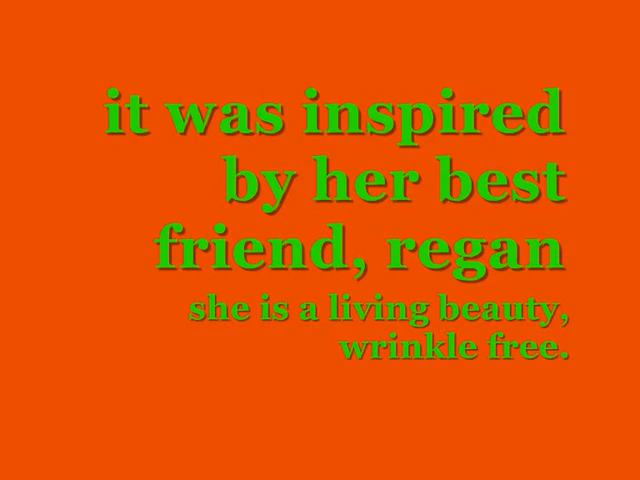 it was inspired
by her best
friend, regan
she is a living beauty,
wrinkle free.